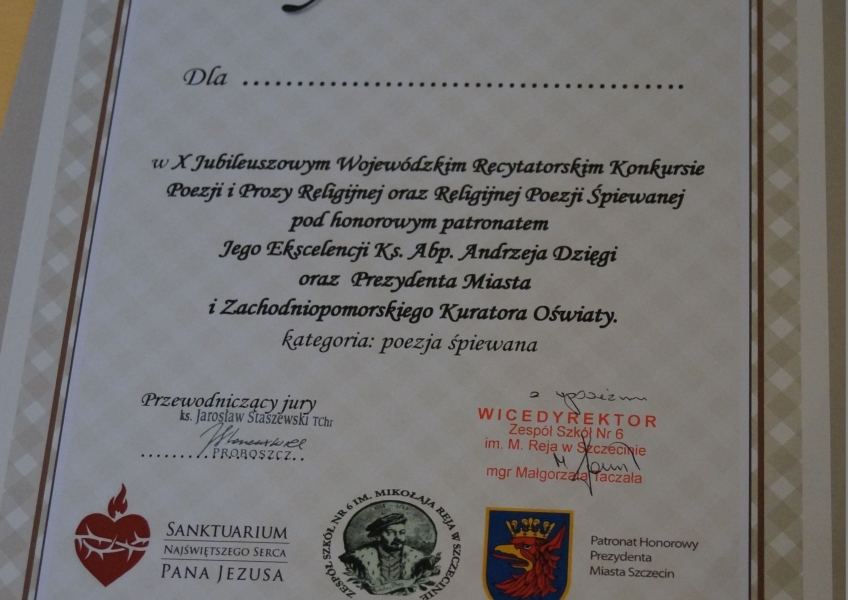 Dla ........................................
w X Jubileuszowym Wojewódzkim Recytatorskim Konkursie
Poezji i Prozy Religijnej oraz Religijnej Poezji Śpiewanej
pod honorowym patronatem
Jego Ekscelencji Ks. Abp. Andrzeja Dzięgi
oraz Prezydenta Miasta
i Zachodniopomorskiego Kuratora Oświaty.
kategoria: poezja śpiewana
Przewodniczący jury
ks. Jarosław Staszewski TChr
PROBOSZCZ
WICEDYREKTOR
Zespół Szkół Nr 6
im. M. Reja w Szczecinie
mgr Małgorzata Taczała
SANKTUARIUM
NAJŚWIĘTSZEGO SERCA
PANA JEZUSA
ZESPÓŁ SZKÓŁ NR 6 IM. MIKOŁAJA REJA W SZCZECINIE
Patronat Honorowy
Prezydenta
Miasta Szczecin